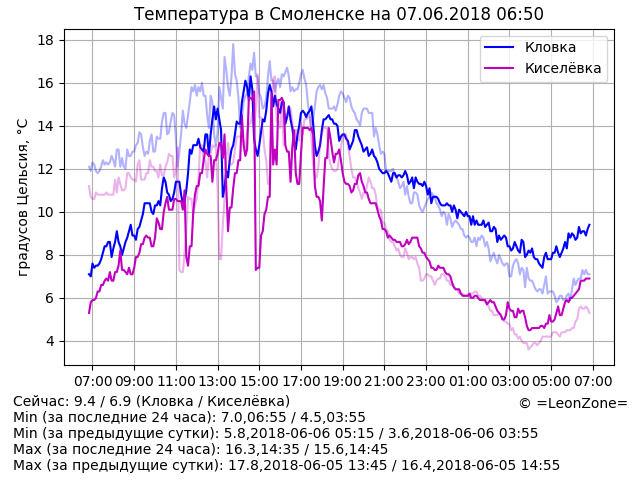 Температура в Смоленске на 07.06.2018 06:50
градусов Цельсия, °C
18
16
14
12
10
8
6
4
Кловка
Киселёвка
07:00 09:00 11:00 13:00 15:00 17:00 19:00 21:00 23:00 01:00 03:00 05:00 07:00
Сейчас: 9.4 / 6.9 (Кловка / Киселёвка)
© =LeonZone=
Min (за последние 24 часа): 7.0,06:55 / 4.5,03:55
Min (за предыдущие сутки): 5.8,2018-06-06 05:15 / 3.6,2018-06-06 03:55
Max (за последние 24 часа): 16.3,14:35 / 15.6,14:45
Max (за предыдущие сутки): 17.8,2018-06-05 13:45 / 16.4,2018-06-05 14:55